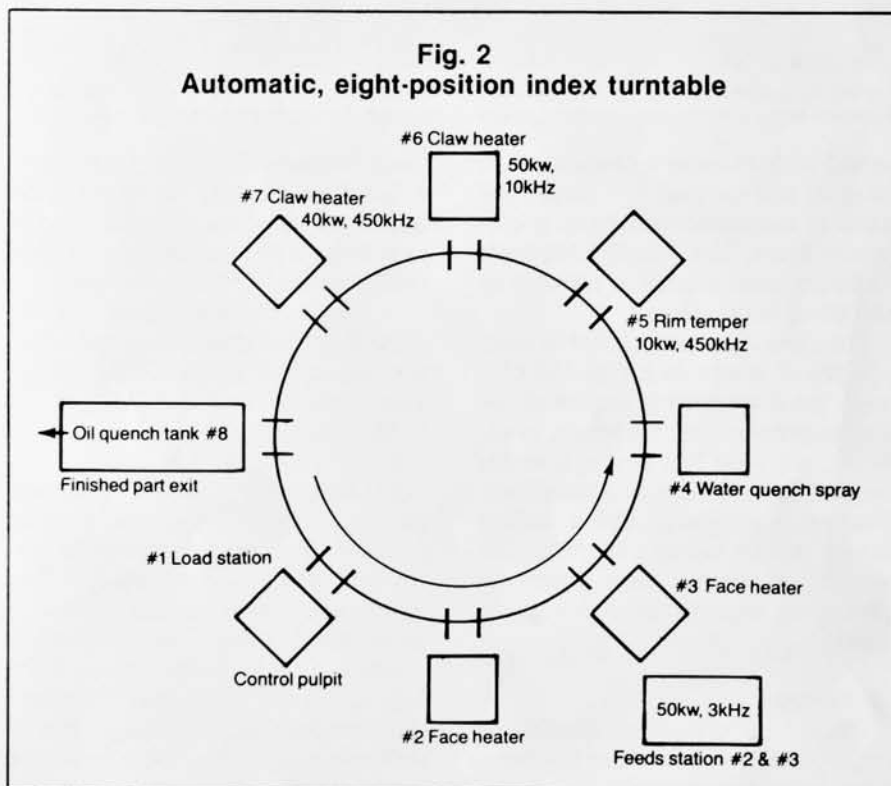 Fig. 2
Automatic, eight-position index turntable
#6 Claw heater
50kw,
10kHz
#7 Claw heater
40kw, 450kHz
#5 Rim temper
10kw, 450kHz
Oil quench tank #8
Finished part exit
#4 Water quench spray
#1 Load station
Control pulpit
#3 Face heater
#2 Face heater
50kw, 3kHz
Feeds station #2 & #3